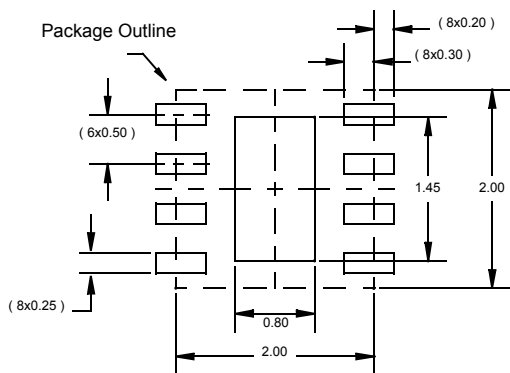 ( 8x0.20 )
Package Outline
( 8x0.30 )
( 6x0.50 )
1.45
2.00
( 8x0.25 )
0.80
2.00